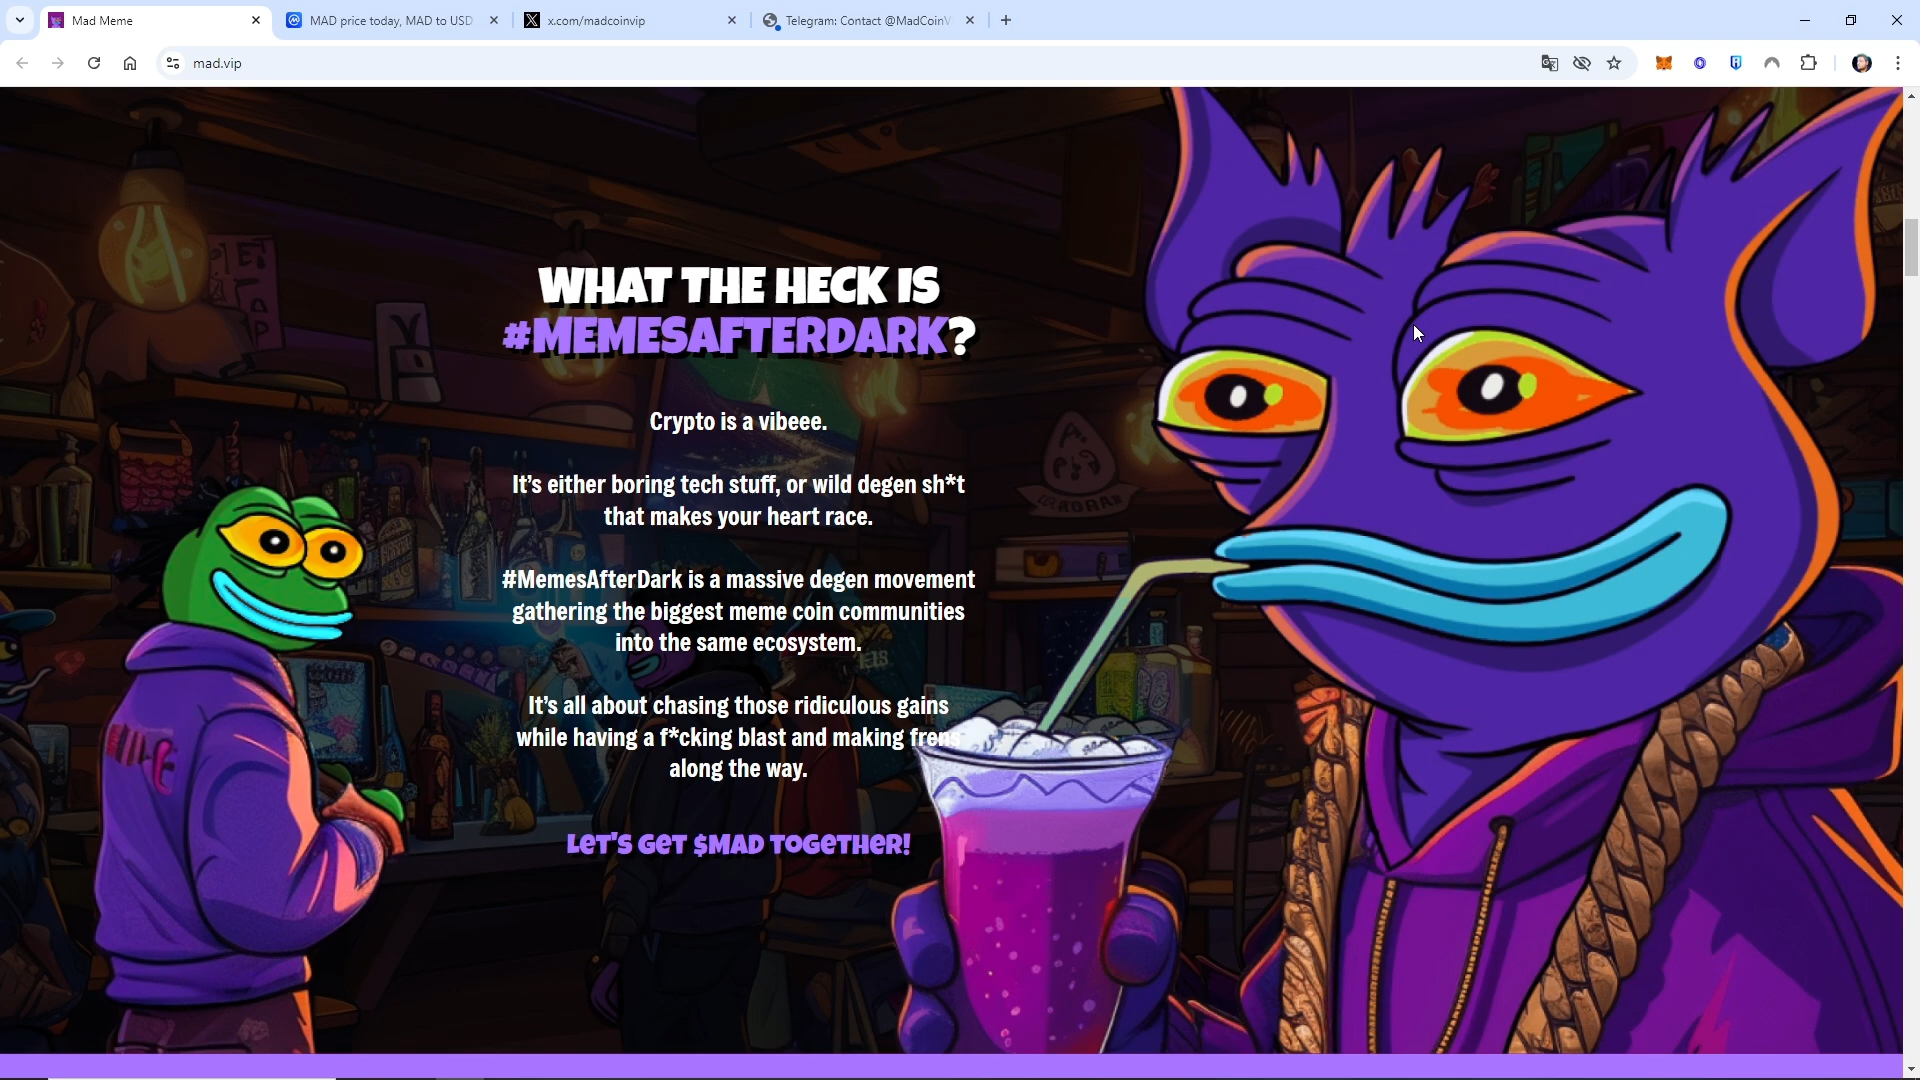 Mad Meme
MAD price today, MAD to USD
x.com/madcoinvip
Telegram: Contact @MadCoinV
mad.vip
WHAT THE HECK IS
#MEMESAFTERDARK?
Crypto is a vibeee.
It's either boring tech stuff, or wild degen sh*t
that makes your heart race.
#MemesAfterDark is a massive degen movement
gathering the biggest meme coin communities
into the same ecosystem.
It's all about chasing those ridiculous gains
while having a f*cking blast and making frens
along the way.
LET'S GET $MAD TOGETHER!